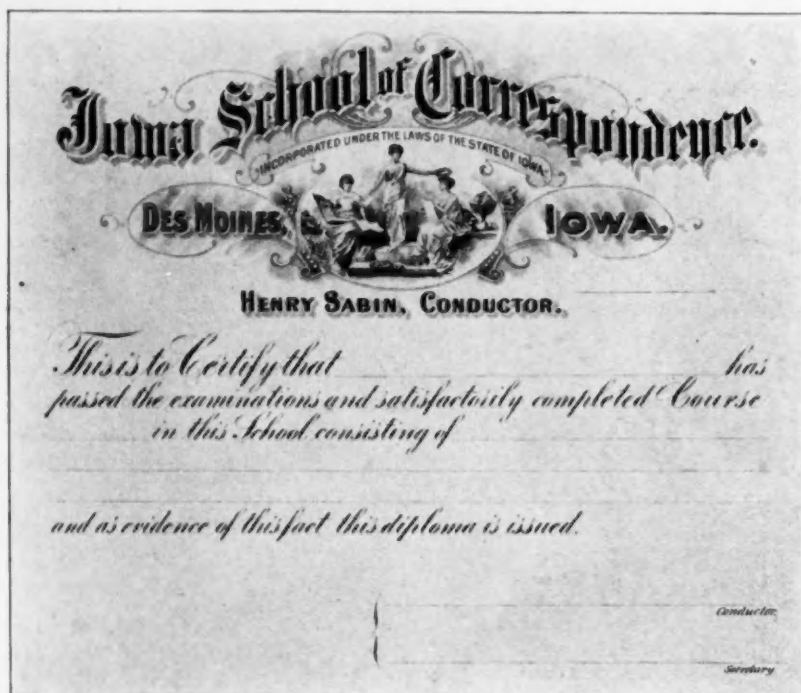 Iowa School of Correspondence.
INCORPORATED UNDER THE LAWS OF THE STATE OF IOWA.
DES MOINES, IOWA.
HENRY SABIN, CONDUCTOR.
This is to Certify that has
passed the examinations and satisfactorily completed Course
in this School consisting of
and as evidence of this fact this diploma is issued.
Conductor.
Secretary